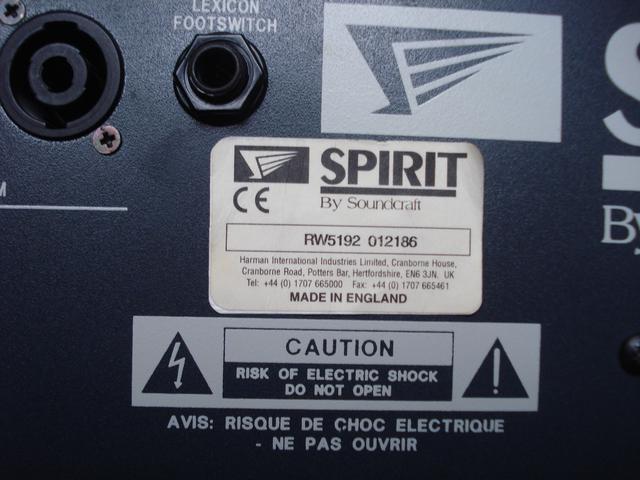 LEXICON
FOOTSWITCH
SPIRIT
CE
By Soundcraft
RW5192 012186
Harman International Industries Limited, Cranborne House,
Cranborne Road, Potters Bar, Hertfordshire, EN6 3JN. UK
Tel: +44 (0) 1707 665000 Fax: +44 (0) 1707 665461
MADE IN ENGLAND
By
CAUTION
RISK OF ELECTRIC SHOCK
DO NOT OPEN
AVIS: RISQUE DE CHOC ELECTRIQUE
- NE PAS OUVRIR